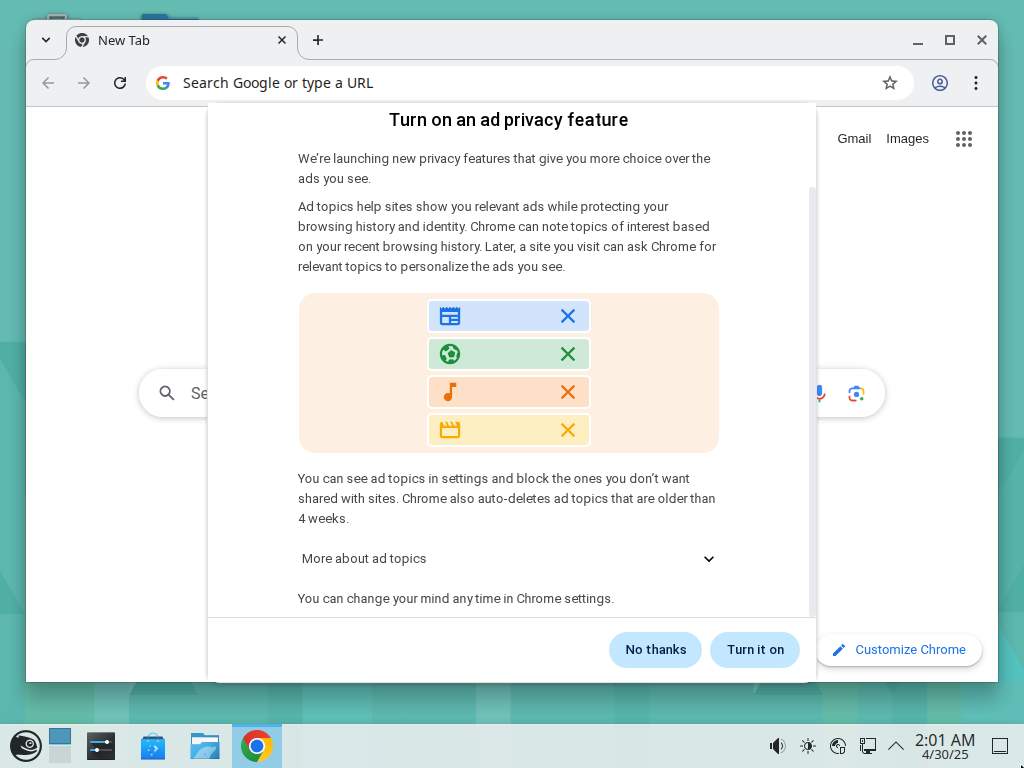 New Tab
Search Google or type a URL
Gmail Images
Turn on an ad privacy feature
We're launching new privacy features that give you more choice over the
ads you see.
Ad topics help sites show you relevant ads while protecting your
browsing history and identity. Chrome can note topics of interest based
on your recent browsing history. Later, a site you visit can ask Chrome for
relevant topics to personalize the ads you see.
Se
You can see ad topics in settings and block the ones you don't want
shared with sites. Chrome also auto-deletes ad topics that are older than
4 weeks.
More about ad topics
You can change your mind any time in Chrome settings.
No thanks Turn it on
Customize Chrome
2:01 AM
4/30/25